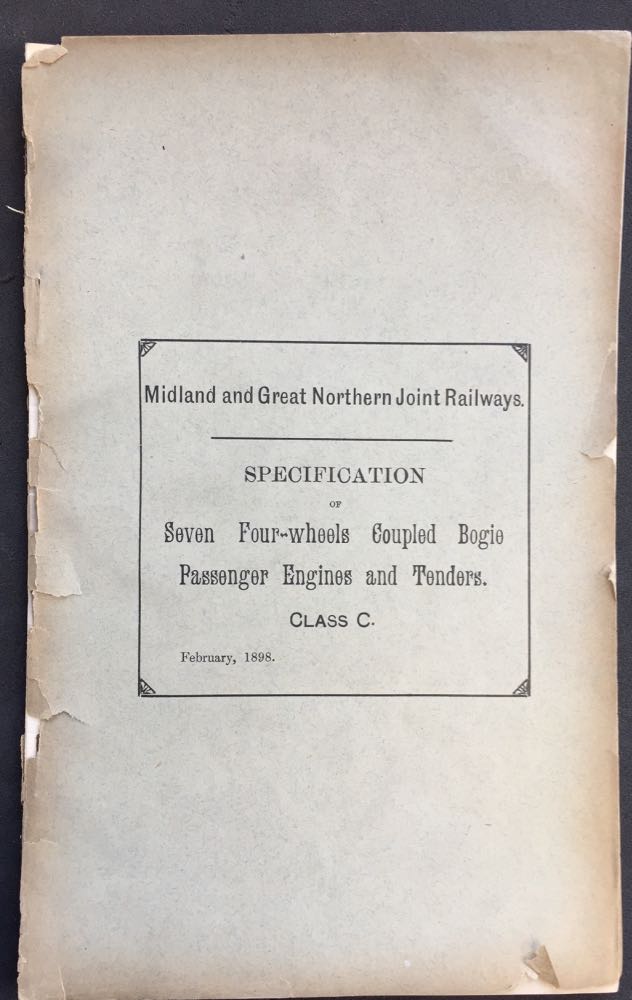 Midland and Great Northern Joint Railways.
SPECIFICATION
OF
Seven Four-wheels Coupled Bogie
Passenger Engines and Tenders.
CLASS C.
February, 1898.